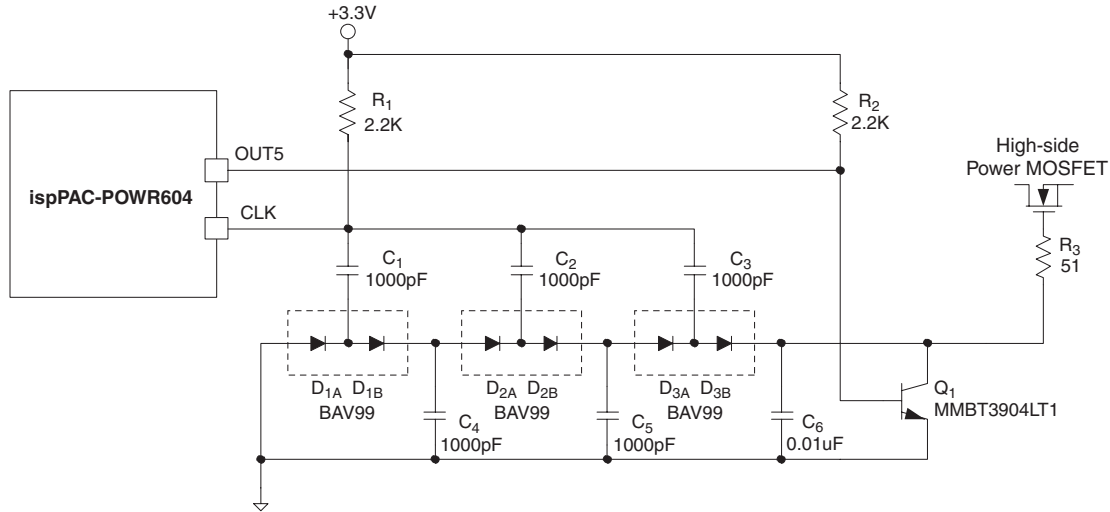 +3.3V
R1
2.2K
R2
2.2K
OUT5
ispPAC-POWR604
CLK
High-side
Power MOSFET
R3
51
C1
1000pF
C2
1000pF
C3
1000pF
D1A D1B
BAV99
D2A D2B
BAV99
D3A D3B
BAV99
C4
1000pF
C5
1000pF
C6
0.01uF
Q1
MMBT3904LT1